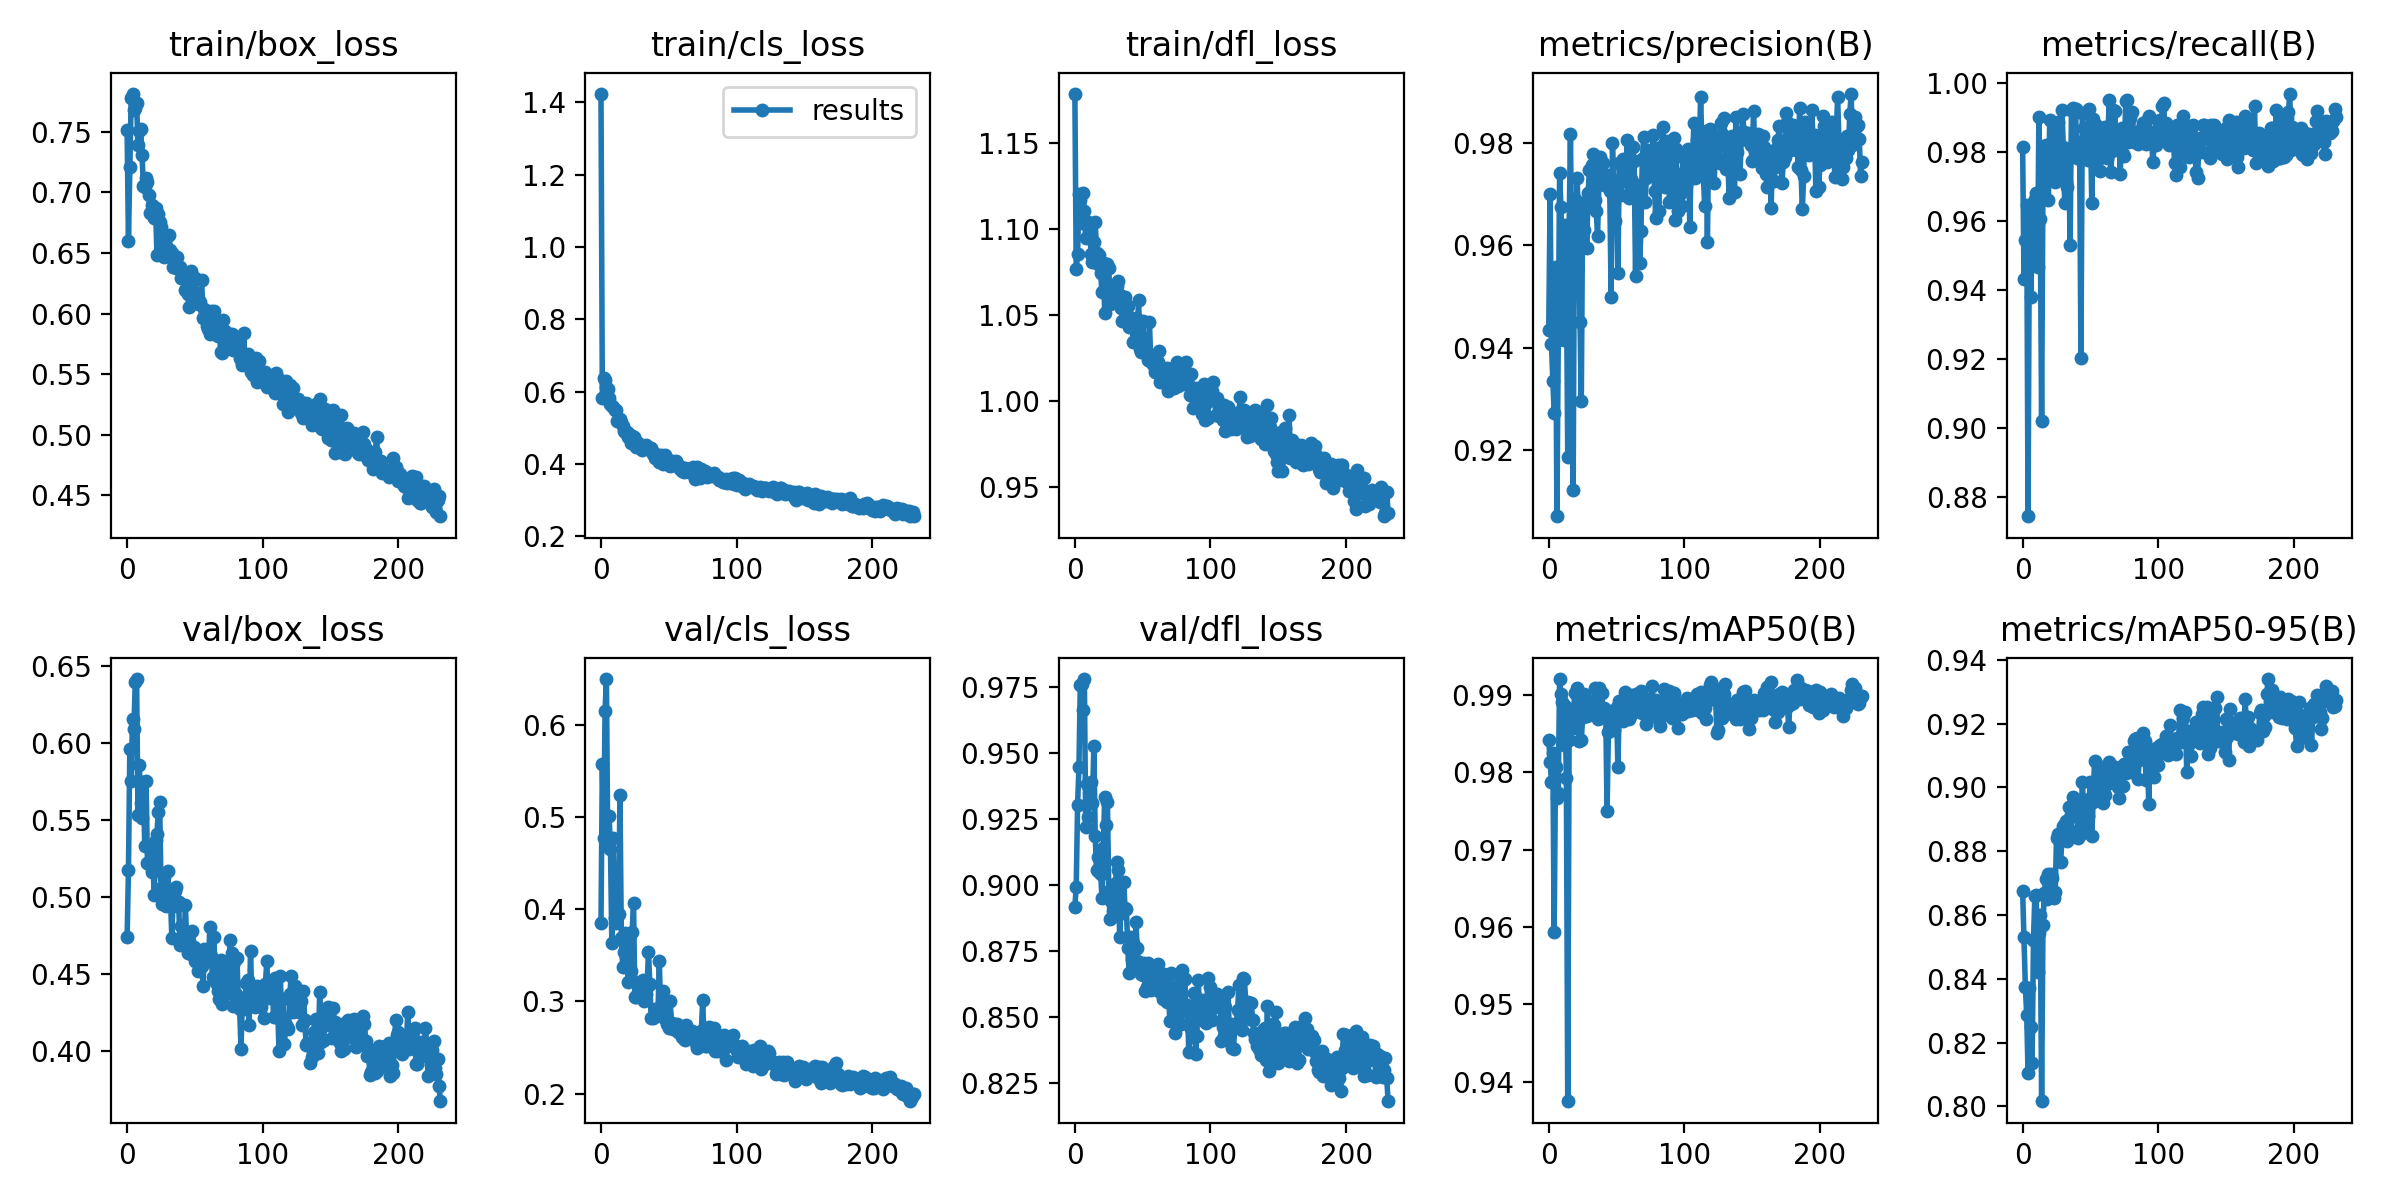 train/box_loss
0.75
0.70
0.65
0.60
0.55
0.50
0.45
0 100 200
train/cls_loss
results
1.4
1.2
1.0
0.8
0.6
0.4
0.2
0 100 200
train/dfl_loss
1.15
1.10
1.05
1.00
0.95
0 100 200
metrics/precision(B)
0.98
0.96
0.94
0.92
0 100 200
metrics/recall(B)
1.00
0.98
0.96
0.94
0.92
0.90
0.88
0 100 200
val/box_loss
0.65
0.60
0.55
0.50
0.45
0.40
0 100 200
val/cls_loss
0.6
0.5
0.4
0.3
0.2
0 100 200
val/dfl_loss
0.975
0.950
0.925
0.900
0.875
0.850
0.825
0 100 200
metrics/mAP50(B)
0.99
0.98
0.97
0.96
0.95
0.94
0 100 200
metrics/mAP50-95(B)
0.94
0.92
0.90
0.88
0.86
0.84
0.82
0.80
0 100 200